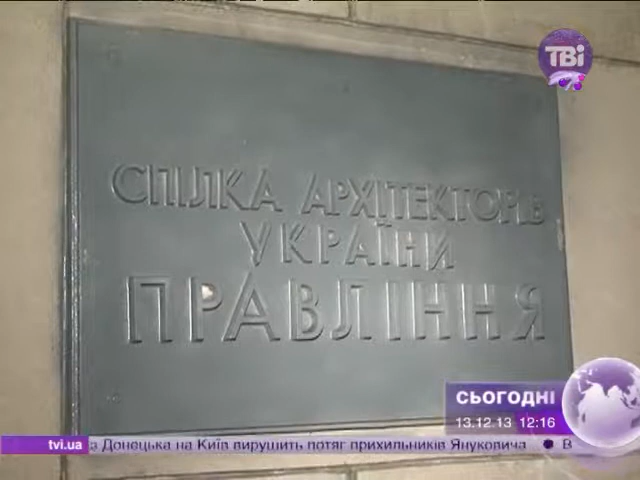 ТВі
СПІЛКА АРХІТЕКТОРІВ
УКРАЇНИ
ПРАВЛІННЯ
СЬОГОДНІ
13.12.13 12:16
tvi.ua з Донецька на Київ вирушить потяг прихильників Януковича • В